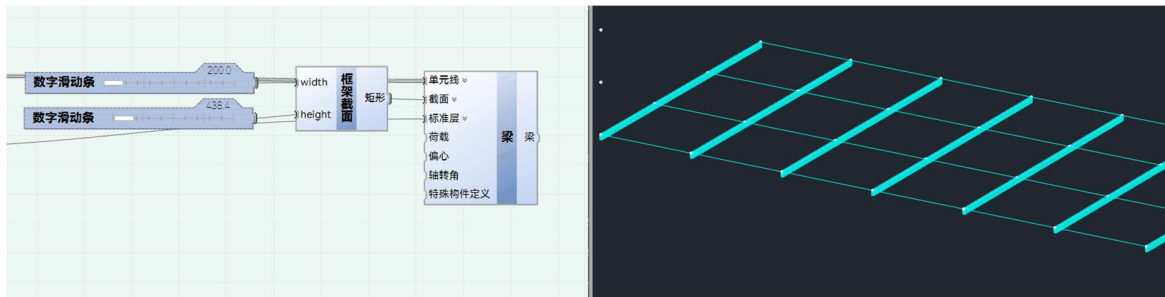 200.0
数字滑动条
438.4
数字滑动条
width
height
框架截面
矩形
单元线
截面
标准层
荷载
偏心
轴转角
特殊构件定义
梁
梁